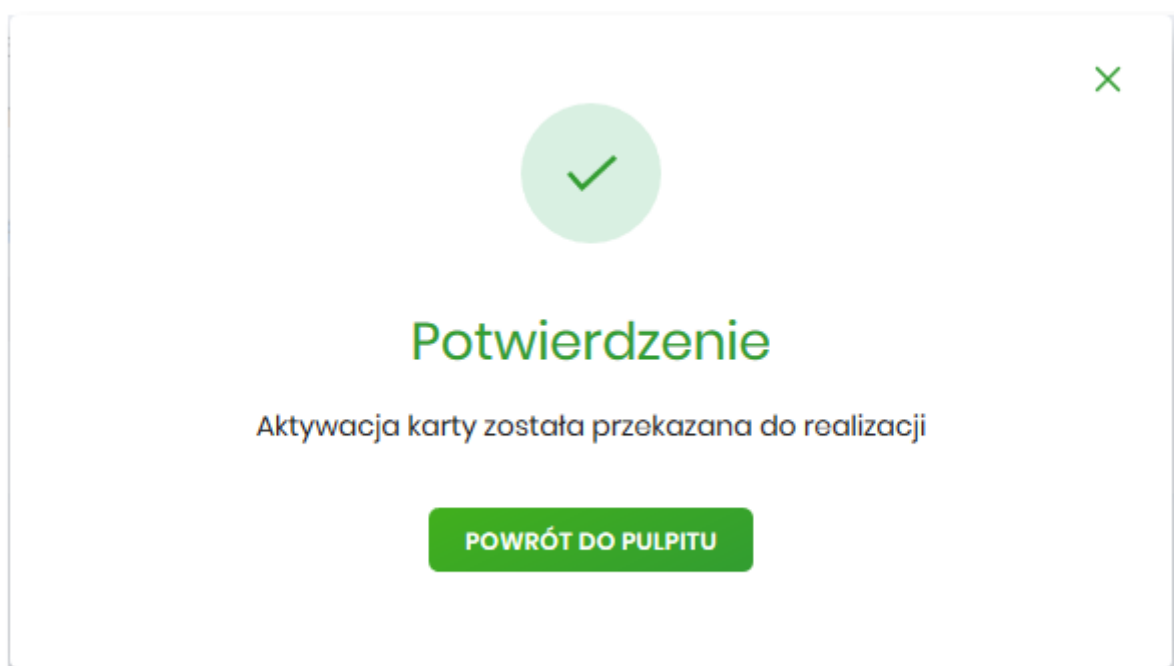 Potwierdzenie
Aktywacja karty została przekazana do realizacji
POWRÓT DO PULPITU